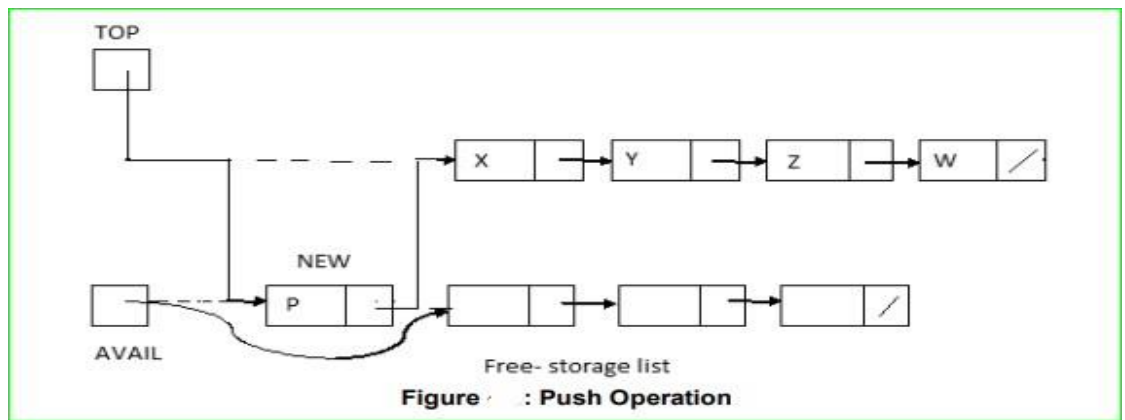 TOP
X Y Z W
NEW
P
AVAIL
Free- storage list
Figure : Push Operation